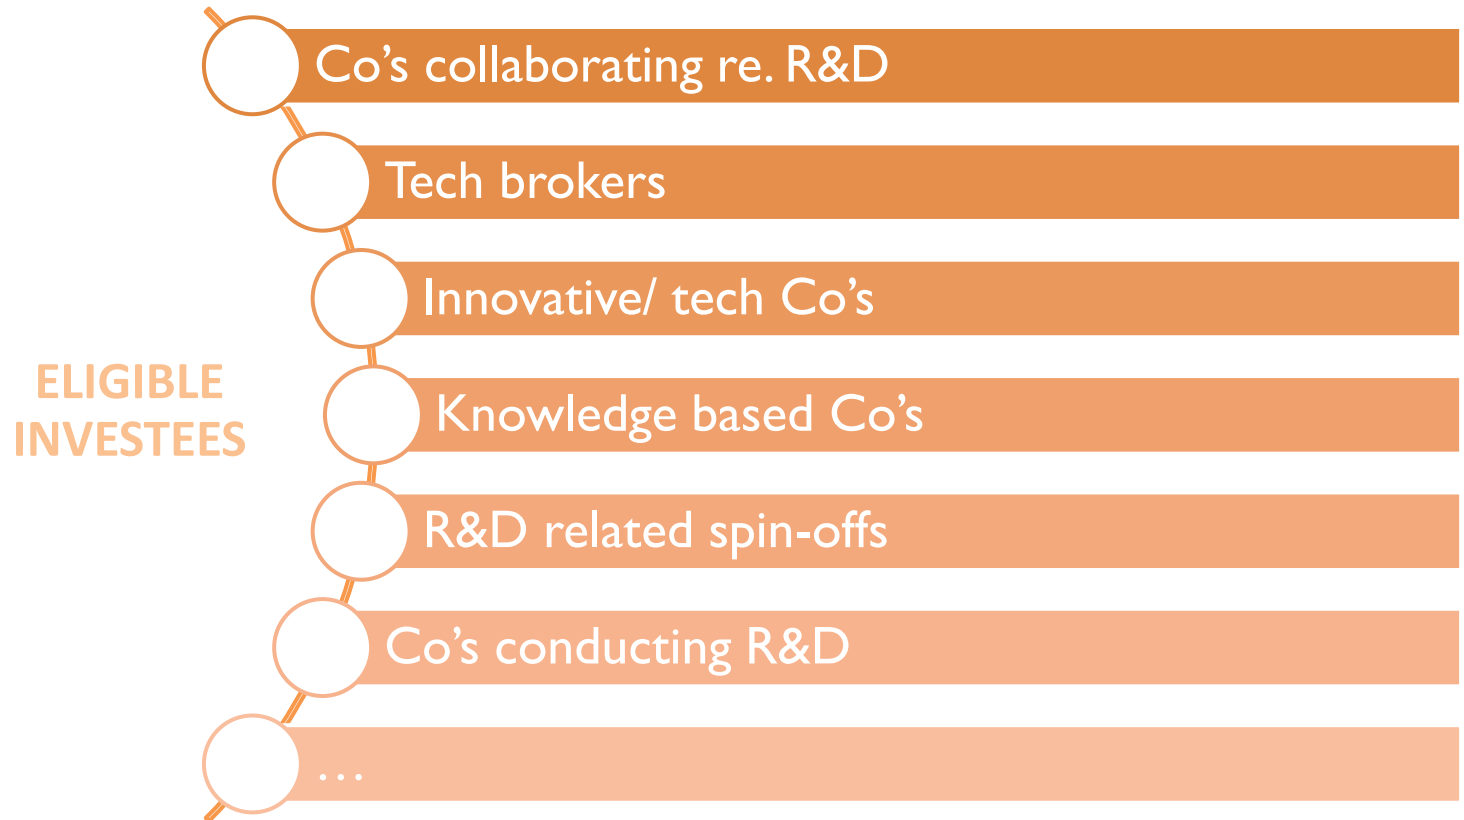 Co’s collaborating re. R&D
Tech brokers
Innovative/ tech Co’s
ELIGIBLE
INVESTEES
Knowledge based Co’s
R&D related spin-offs
Co’s conducting R&D
…